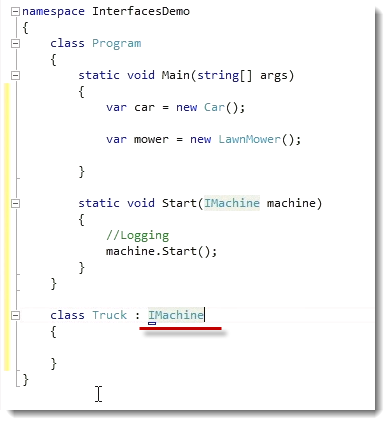 namespace InterfacesDemo
{
class Program
{
static void Main(string[] args)
{
var car = new Car();
var mower = new LawnMower();
}
static void Start(IMachine machine)
{
//Logging
machine.Start();
}
}
class Truck : IMachine
{
}
}